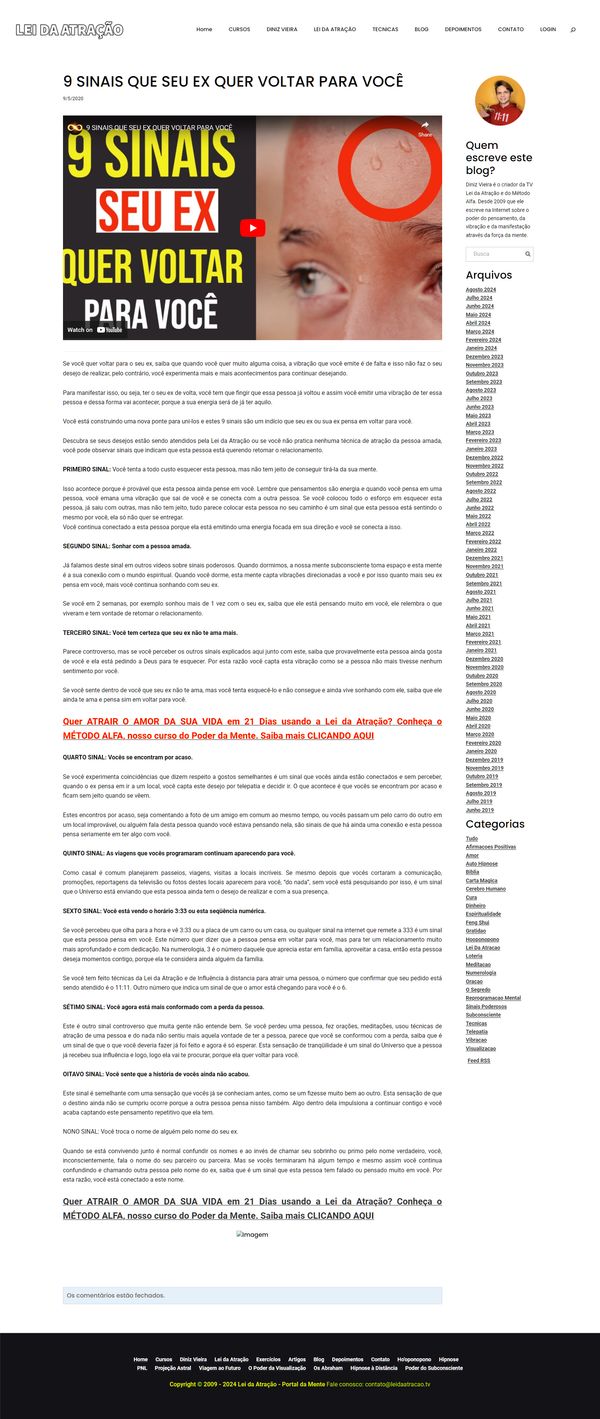 LEI DA ATRAÇÃO
Home CURSOS DINIZ VIEIRA LEI DA ATRAÇÃO TECNICAS BLOG DEPOIMENTOS CONTATO LOGIN
9 SINAIS QUE SEU EX QUER VOLTAR PARA VOCÊ
9/5/2020
9 SINAIS QUE SEU EX QUER VOLTAR PARA VOCÊ
Share
9 SINAIS
SEU EX
QUER VOLTAR
PARA VOCÊ
Watch on YouTube
Se você quer voltar para o seu ex, saiba que quando você quer muito alguma coisa, a vibração que você emite é de falta e isso não faz o seu
desejo de realizar, pelo contrário, você experimenta mais e mais acontecimentos para continuar desejando.
Para manifestar isso, ou seja, ter o seu ex de volta, você tem que fingir que essa pessoa já voltou e assim você emitir uma vibração de ter essa
pessoa e dessa forma vai acontecer, porque a sua energia será de já ter aquilo.
Você está construindo uma nova ponte para uni-los e estes 9 sinais são um indício que seu ex ou sua ex pensa em voltar para você.
Descubra se seus desejos estão sendo atendidos pela Lei da Atração ou se você não pratica nenhuma técnica de atração da pessoa amada,
você pode observar sinais que indicam que esta pessoa está querendo retomar o relacionamento.
PRIMEIRO SINAL: Você tenta a todo custo esquecer esta pessoa, mas não tem jeito de conseguir tirá-la da sua mente.
Isso acontece porque é provável que esta pessoa ainda pense em você. Lembre que pensamentos são energia e quando você pensa em uma
pessoa, você emana uma vibração que sai de você e se conecta com a outra pessoa. Se você colocou todo o esforço em esquecer esta
pessoa, já saiu com outras, mas não tem jeito, tudo parece colocar esta pessoa no seu caminho é um sinal que esta pessoa está sentindo o
mesmo por você, ela só não quer se entregar.
Você continua conectado a esta pessoa porque ela está emitindo uma energia focada em sua direção e você se conecta a isso.
SEGUNDO SINAL: Sonhar com a pessoa amada.
Já falamos deste sinal em outros vídeos sobre sinais poderosos. Quando dormimos, a nossa mente subconsciente toma espaço e esta mente
é a sua conexão com o mundo espiritual. Quando você dorme, esta mente capta vibrações direcionadas a você e por isso quanto mais seu ex
pensa em você, mais você continua sonhando com seu ex.
Se você em 2 semanas, por exemplo sonhou mais de 1 vez com o seu ex, saiba que ele está pensando muito em você, ele relembra o que
viveram e tem vontade de retomar o relacionamento.
TERCEIRO SINAL: Você tem certeza que seu ex não te ama mais.
Parece controverso, mas se você perceber os outros sinais explicados aqui junto com este, saiba que provavelmente esta pessoa ainda gosta
de você e ela está pedindo a Deus para te esquecer. Por esta razão você capta esta vibração como se a pessoa não mais tivesse nenhum
sentimento por você.
Se você sente dentro de você que seu ex não te ama, mas você tenta esquecê-lo e não consegue e ainda vive sonhando com ele, saiba que ele
ainda te ama e pensa sim em voltar para você.
Quer ATRAIR O AMOR DA SUA VIDA em 21 Dias usando a Lei da Atração? Conheça o
MÉTODO ALFA, nosso curso do Poder da Mente. Saiba mais CLICANDO AQUI
QUARTO SINAL: Vocês se encontram por acaso.
Se você experimenta coincidências que dizem respeito a gostos semelhantes é um sinal que vocês ainda estão conectados e sem perceber,
quando o ex pensa em ir a um local, você capta este desejo por telepatia e decidir ir. O que acontece é que vocês se encontram por acaso e
ficam sem jeito quando se vêem.
Estes encontros por acaso, seja comentando a foto de um amigo em comum ao mesmo tempo, ou vocês passam um pelo carro do outro em
um local improvável, ou alguém fala desta pessoa quando você estava pensando nela, são sinais de que há ainda uma conexão e esta pessoa
pensa seriamente em ter algo com você.
QUINTO SINAL: As viagens que vocês programaram continuam aparecendo para você.
Como casal é comum planejarem passeios, viagens, visitas a locais incríveis. Se mesmo depois que vocês cortaram a comunicação,
promoções, reportagens da televisão ou fotos destes locais aparecem para você, "do nada", sem você está pesquisando por isso, é um sinal
que o Universo está enviando que esta pessoa ainda tem o desejo de realizar e com a sua presença.
SEXTO SINAL: Você está vendo o horário 3:33 ou esta seqüência numérica.
Se você percebeu que olha para a hora e vê 3:33 ou a placa de um carro ou um casa, ou qualquer sinal na internet que remete a 333 é um sinal
que esta pessoa pensa em você. Este número quer dizer que a pessoa pensa em voltar para você, mas para ter um relacionamento muito
mais aprofundado e com dedicação. Na numerologia, 3 é o número daquele que aprecia estar em família, aproveitar a casa, então esta pessoa
deseja momentos contigo, porque ela te considera ainda alguém da família.
Se você tem feito técnicas da Lei da Atração e de Influência à distancia para atrair uma pessoa, o número que confirmar que seu pedido está
sendo atendido é o 11:11. Outro número que indica um sinal de que o amor está chegando para você é o 6.
SÉTIMO SINAL: Você agora está mais conformado com a perda da pessoa.
Este é outro sinal controverso que muita gente não entende bem. Se você perdeu uma pessoa, fez orações, meditações, usou técnicas de
atração de uma pessoa e do nada não sentiu mais aquela vontade de ter a pessoa, parece que você se conformou com a perda, saiba que é
um sinal de que o que você deveria fazer já foi feito e agora é só esperar. Esta sensação de tranqüilidade é um sinal do Universo que a pessoa
já recebeu sua influência e logo, logo ela vai te procurar, porque ela quer voltar para você.
OITAVO SINAL: Você sente que a história de vocês ainda não acabou.
Este sinal é semelhante com uma sensação que vocês já se conheciam antes, como se um fizesse muito bem ao outro. Esta sensação de que
o destino ainda não se cumpriu ocorre porque a outra pessoa pensa nisso também. Algo dentro dela impulsiona a continuar contigo e você
acaba captando este pensamento repetitivo que ela tem.
NONO SINAL: Você troca o nome de alguém pelo nome do seu ex.
Quando se está convivendo junto é normal confundir os nomes e ao invés de chamar seu sobrinho ou primo pelo nome verdadeiro, você,
inconscientemente, fala o nome do seu parceiro ou parceira. Mas se vocês terminaram há algum tempo e mesmo assim você continua
confundindo e chamando outra pessoa pelo nome do ex, saiba que é um sinal que esta pessoa tem falado ou pensado muito em você. Por
esta razão, você está conectado a este nome.
Quer ATRAIR O AMOR DA SUA VIDA em 21 Dias usando a Lei da Atração? Conheça o
MÉTODO ALFA, nosso curso do Poder da Mente. Saiba mais CLICANDO AQUI
Imagem
Os comentários estão fechados.
11:11
Quem
escreve este
blog?
Diniz Vieira é o criador da TV
Lei da Atração e do Método
Alfa. Desde 2009 que ele
escreve na Internet sobre o
poder do pensamento, da
vibração e da manifestação
através da força da mente.
Busca
Arquivos
Agosto 2024
Julho 2024
Junho 2024
Maio 2024
Abril 2024
Março 2024
Fevereiro 2024
Janeiro 2024
Dezembro 2023
Novembro 2023
Outubro 2023
Setembro 2023
Agosto 2023
Julho 2023
Junho 2023
Maio 2023
Abril 2023
Março 2023
Fevereiro 2023
Janeiro 2023
Dezembro 2022
Novembro 2022
Outubro 2022
Setembro 2022
Agosto 2022
Julho 2022
Junho 2022
Maio 2022
Abril 2022
Março 2022
Fevereiro 2022
Janeiro 2022
Dezembro 2021
Novembro 2021
Outubro 2021
Setembro 2021
Agosto 2021
Julho 2021
Junho 2021
Maio 2021
Abril 2021
Março 2021
Fevereiro 2021
Janeiro 2021
Dezembro 2020
Novembro 2020
Outubro 2020
Setembro 2020
Agosto 2020
Julho 2020
Junho 2020
Maio 2020
Abril 2020
Março 2020
Fevereiro 2020
Janeiro 2020
Dezembro 2019
Novembro 2019
Outubro 2019
Setembro 2019
Agosto 2019
Julho 2019
Junho 2019
Categorias
Tudo
Afirmacoes Positivas
Amor
Auto Hipnose
Biblia
Carta Magica
Cerebro Humano
Cura
Dinheiro
Espiritualidade
Feng Shui
Gratidao
Hooponopono
Lei Da Atracao
Loteria
Meditacao
Numerologia
Oraçao
O Segredo
Reprogramacao Mental
Sinais Poderosos
Subconsciente
Tecnicas
Telepatia
Vibracao
Visualizacao
Feed RSS
Home Cursos Diniz Vieira Lei da Atração Exercícios Artigos Blog Depoimentos Contato Ho'oponopono Hipnose
PNL Projeção Astral Viagem ao Futuro O Poder da Visualização Os Abraham Hipnose à Distância Poder do Subconsciente
Copyright © 2009 - 2024 Lei da Atração - Portal da Mente Fale conosco: contato@leidaatracao.tv